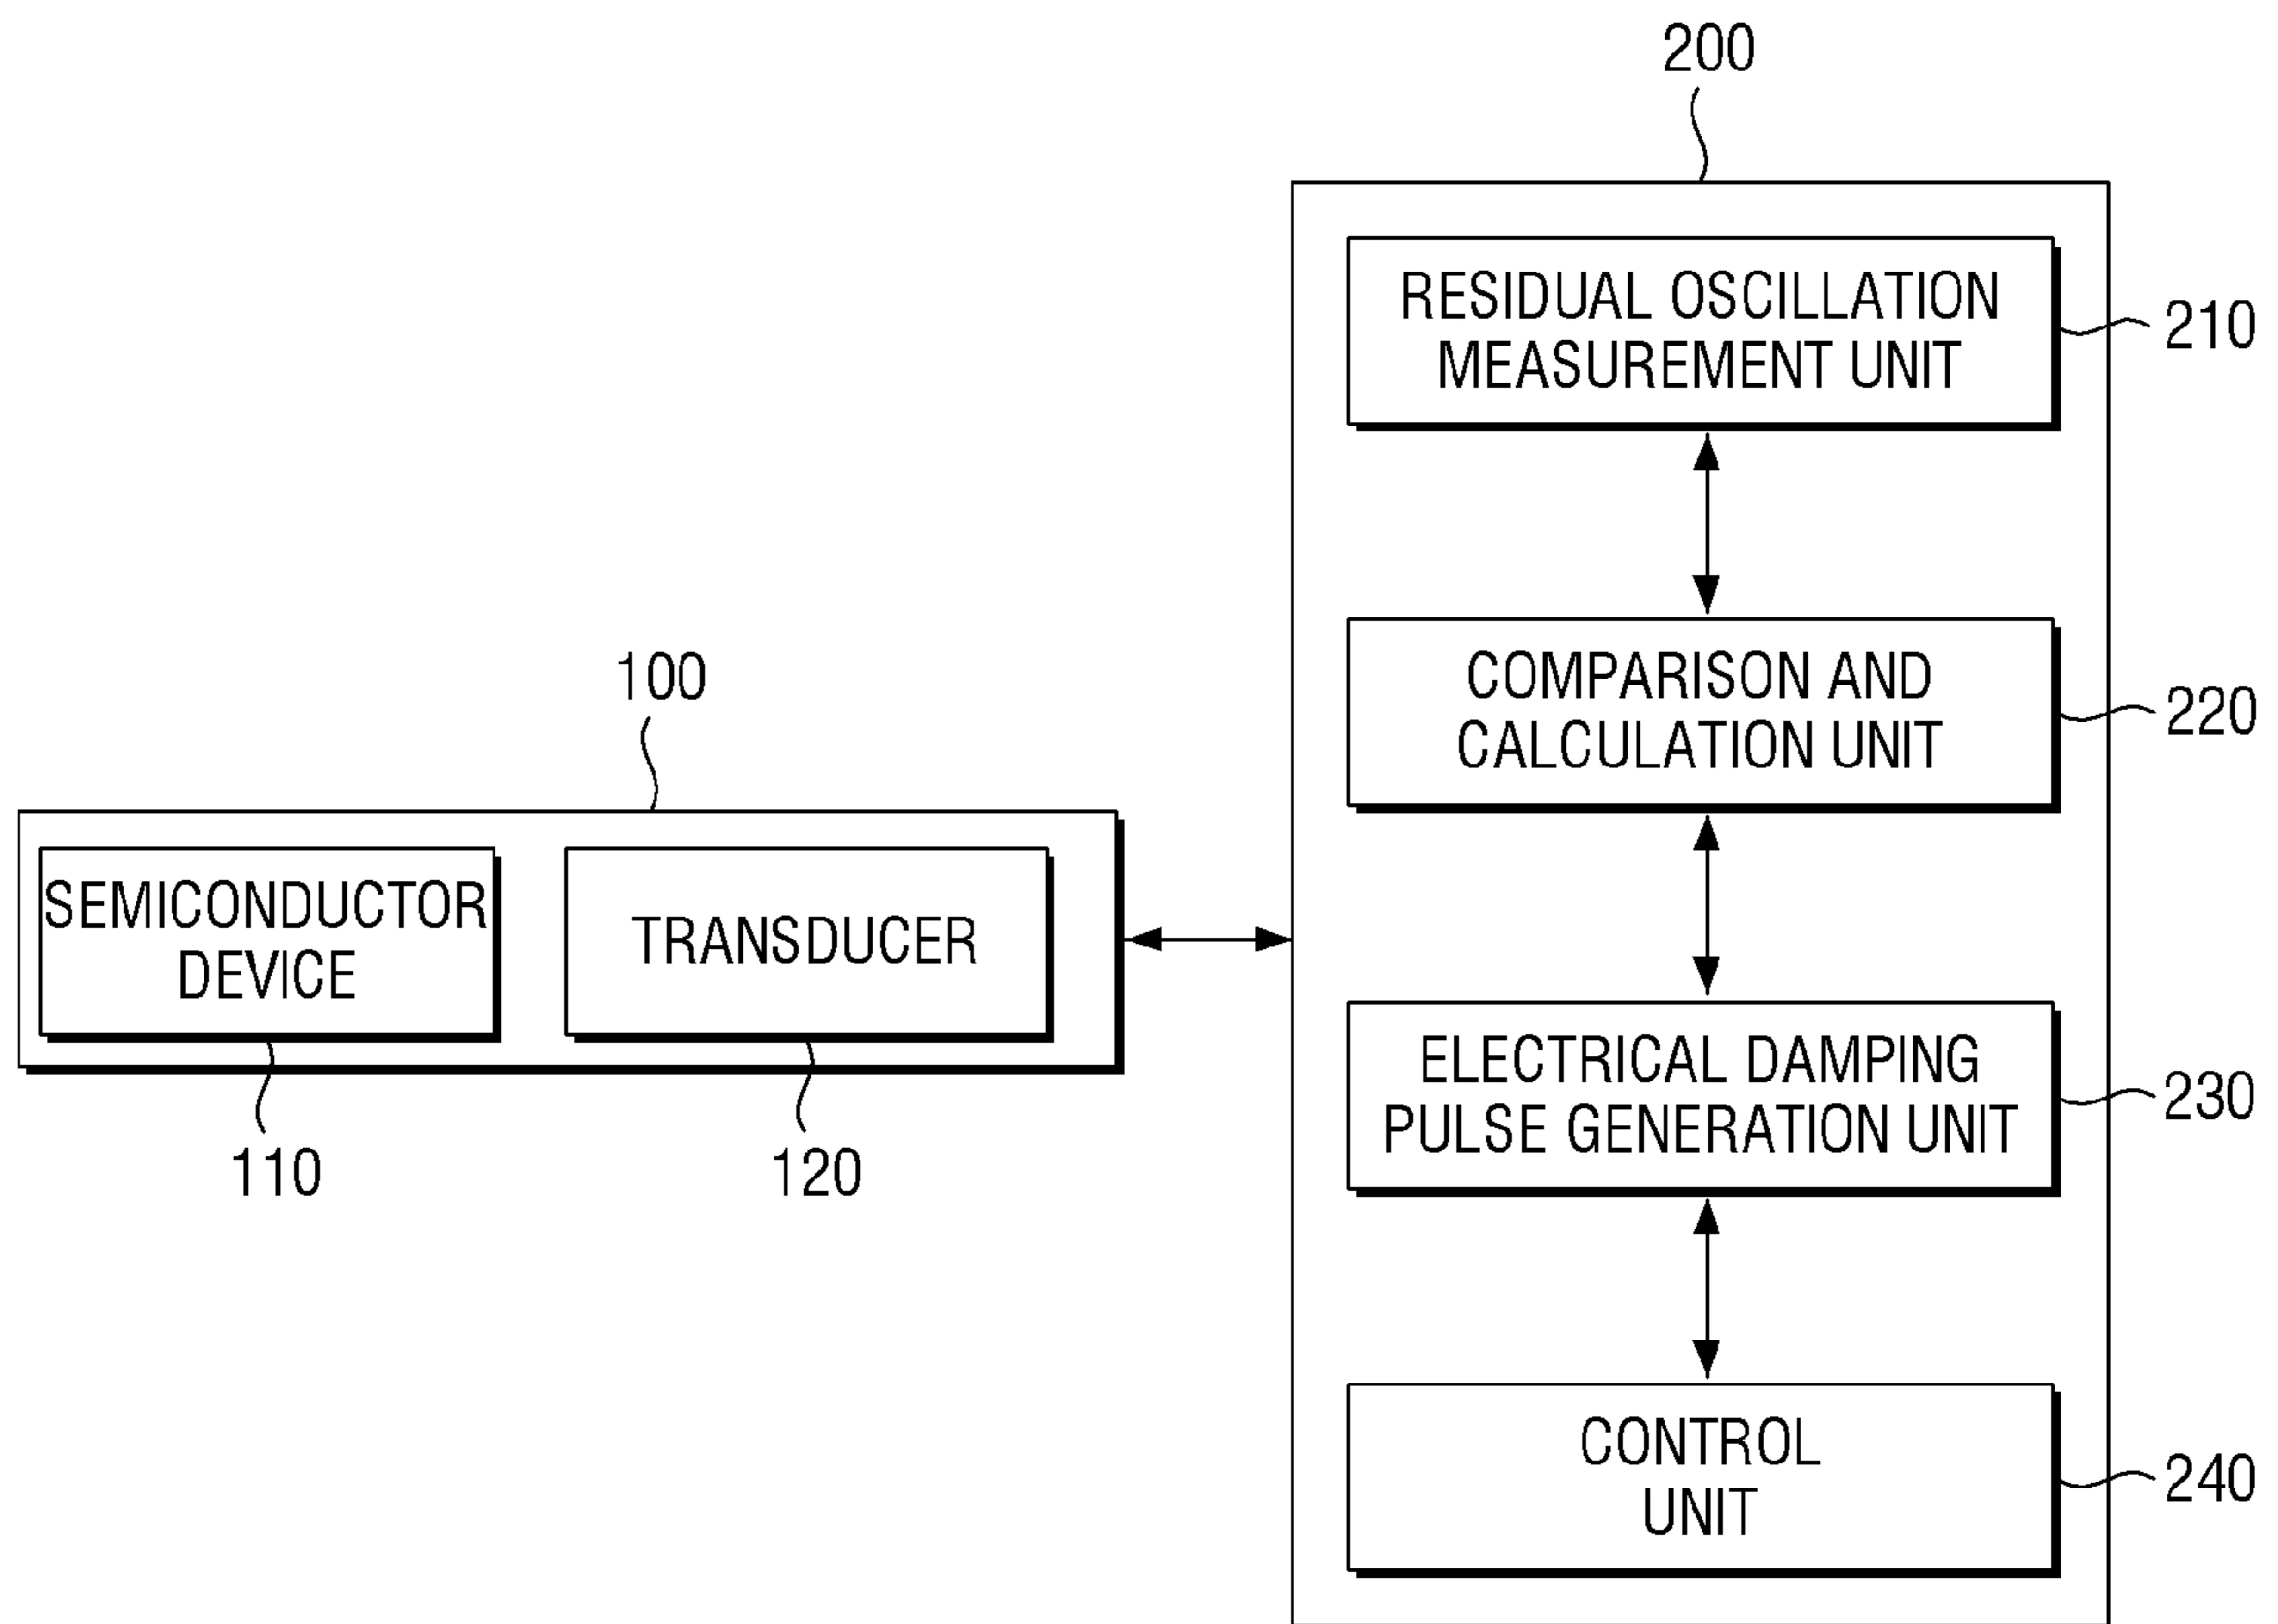 200
RESIDUAL OSCILLATION
MEASUREMENT UNIT
210
COMPARISON AND
CALCULATION UNIT
220
100
SEMICONDUCTOR
DEVICE
TRANSDUCER
110
120
ELECTRICAL DAMPING
PULSE GENERATION UNIT
230
CONTROL
UNIT
240